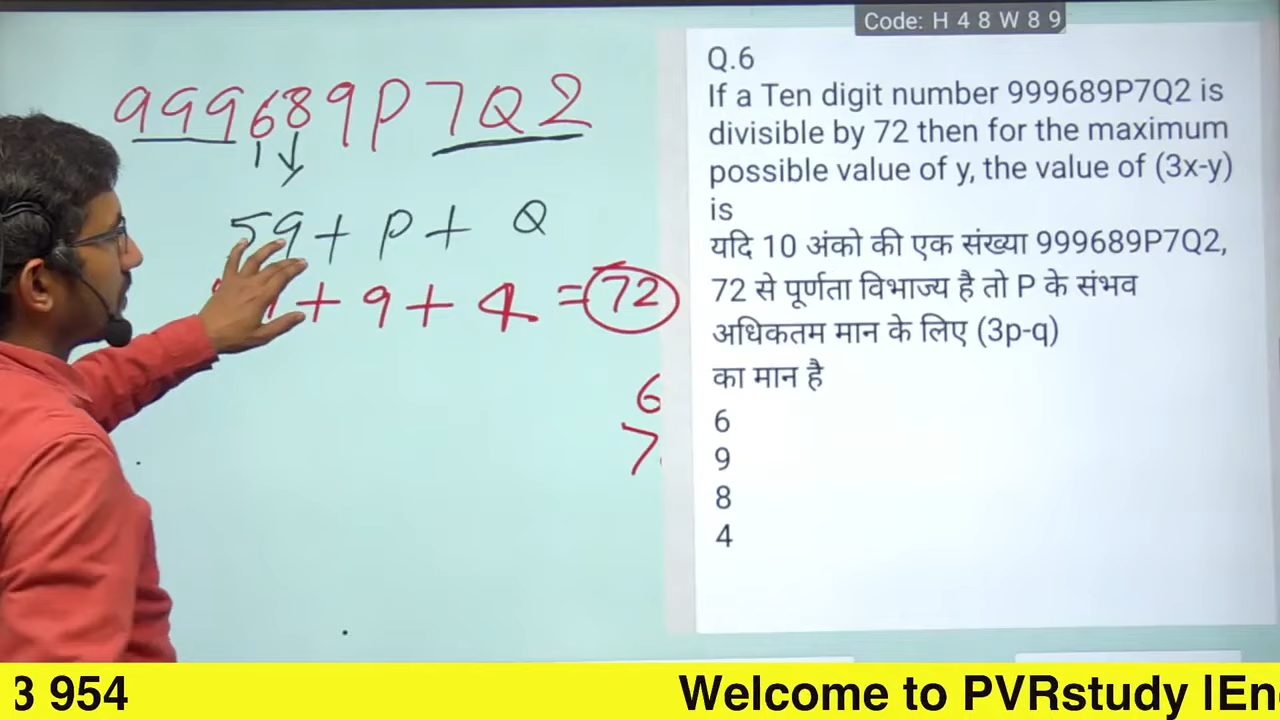 Code: H 4 8 W 8 9
999689P7Q2
59+ P+ Q
+ 9 + 4 = 72
6
7
Q.6
If a Ten digit number 999689P7Q2 is
divisible by 72 then for the maximum
possible value of y, the value of (3x-y)
is
यदि 10 अंको की एक संख्या 999689P7Q2,
72 से पूर्णता विभाज्य है तो P के संभव
अधिकतम मान के लिए (3p-q)
का मान है
6
9
8
4
3 954
Welcome to PVRstudy